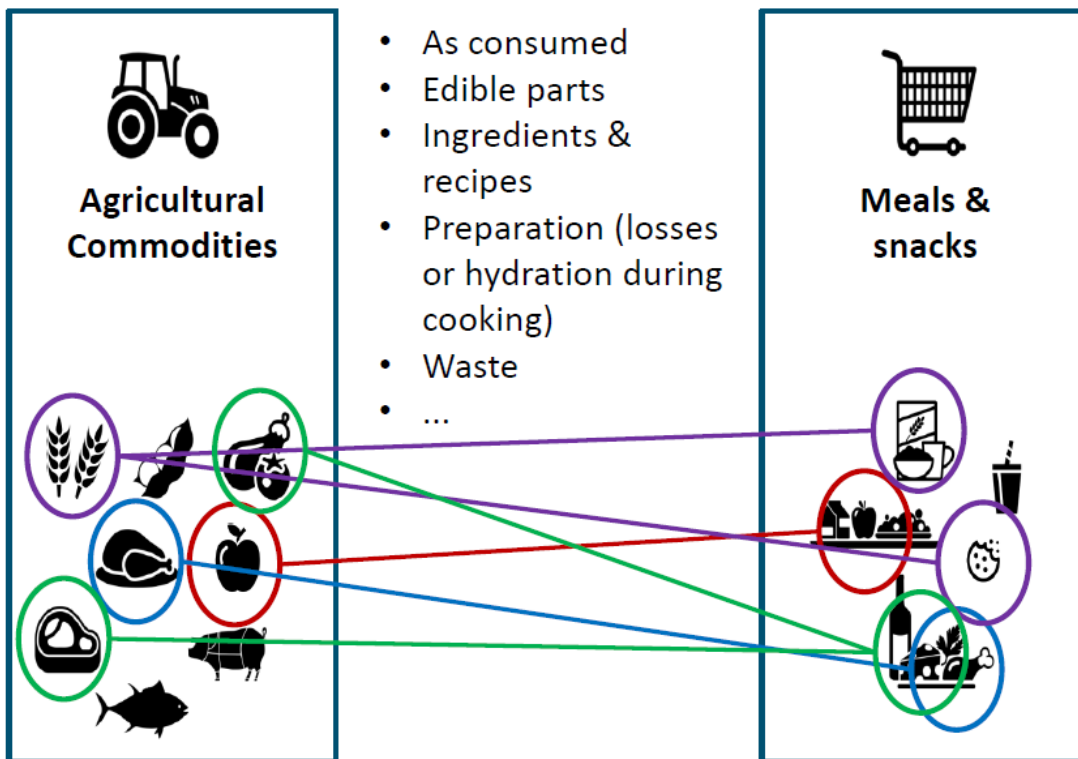 Agricultural
Commodities
• As consumed
• Edible parts
• Ingredients &
recipes
• Preparation (losses
or hydration during
cooking)
• Waste
• ...
Meals &
snacks